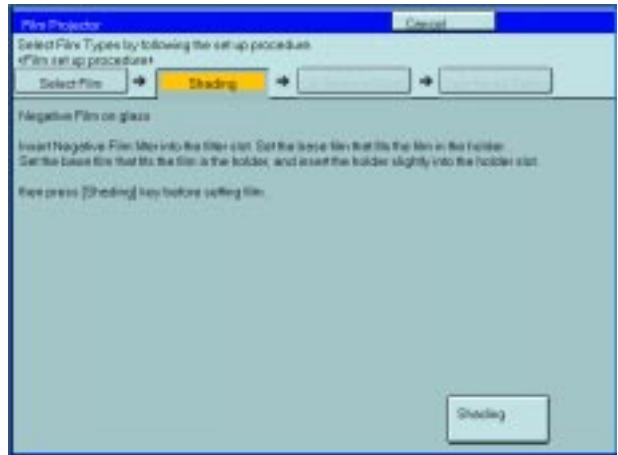 Film Projector
Cancel
Select Film Types by following the set up procedure.
<Film set up procedure>
Select Film
Shading
Negative Film on glass
Insert Negative Film filter into the filter slot. Set the base film that fits the film in the holder.
Set the base film that fits the film in the holder, and insert the holder slightly into the holder slot.
then press [Shading] key before setting film.
Shading